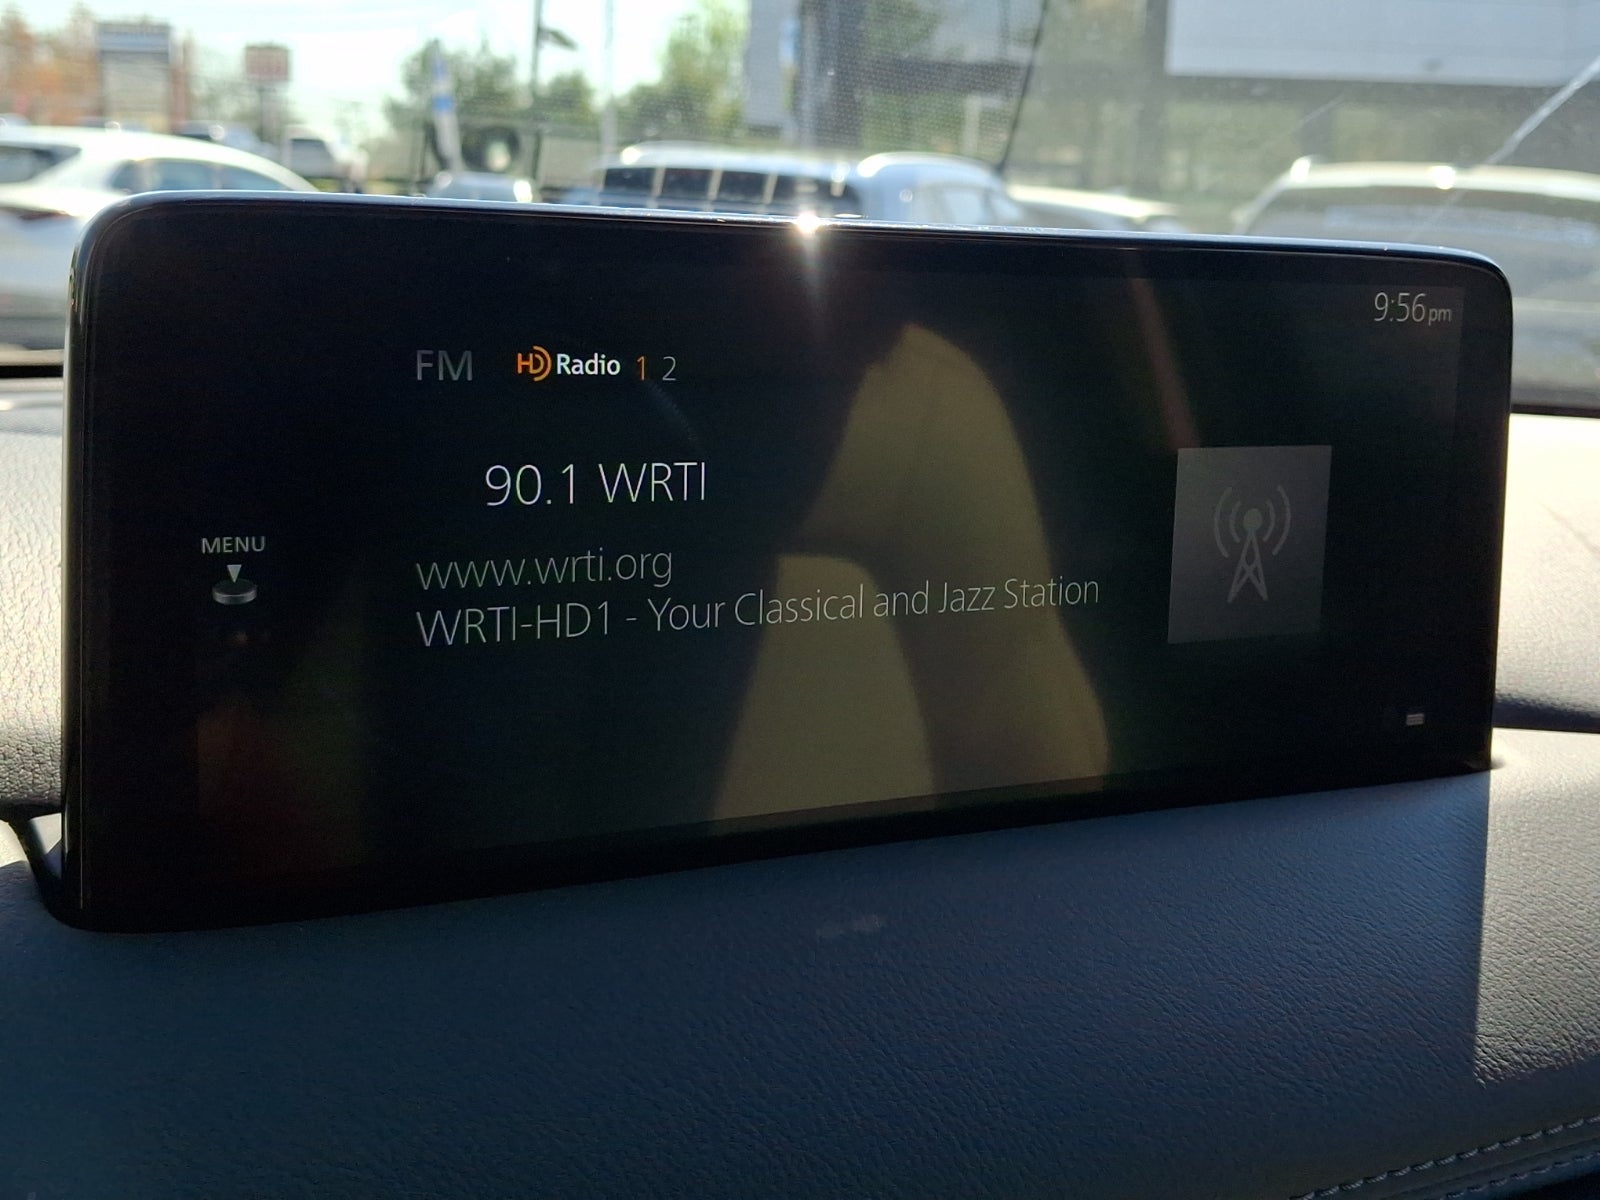 9:56pm
FM HD Radio 1 2
90.1 WRTI
MENU
www.wrti.org
WRTI-HD1 - Your Classical and Jazz Station